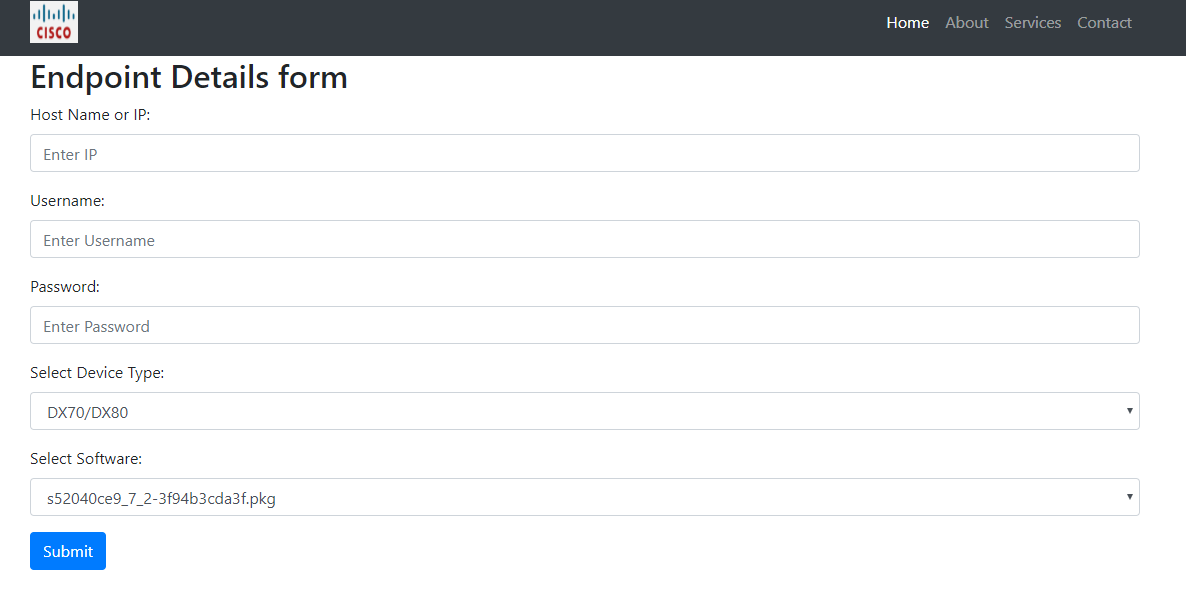 CISCO
Home About Services Contact
Endpoint Details form
Host Name or IP:
Enter IP
Username:
Enter Username
Password:
Enter Password
Select Device Type:
DX70/DX80
Select Software:
s52040ce9_7_2-3f94b3cda3f.pkg
Submit